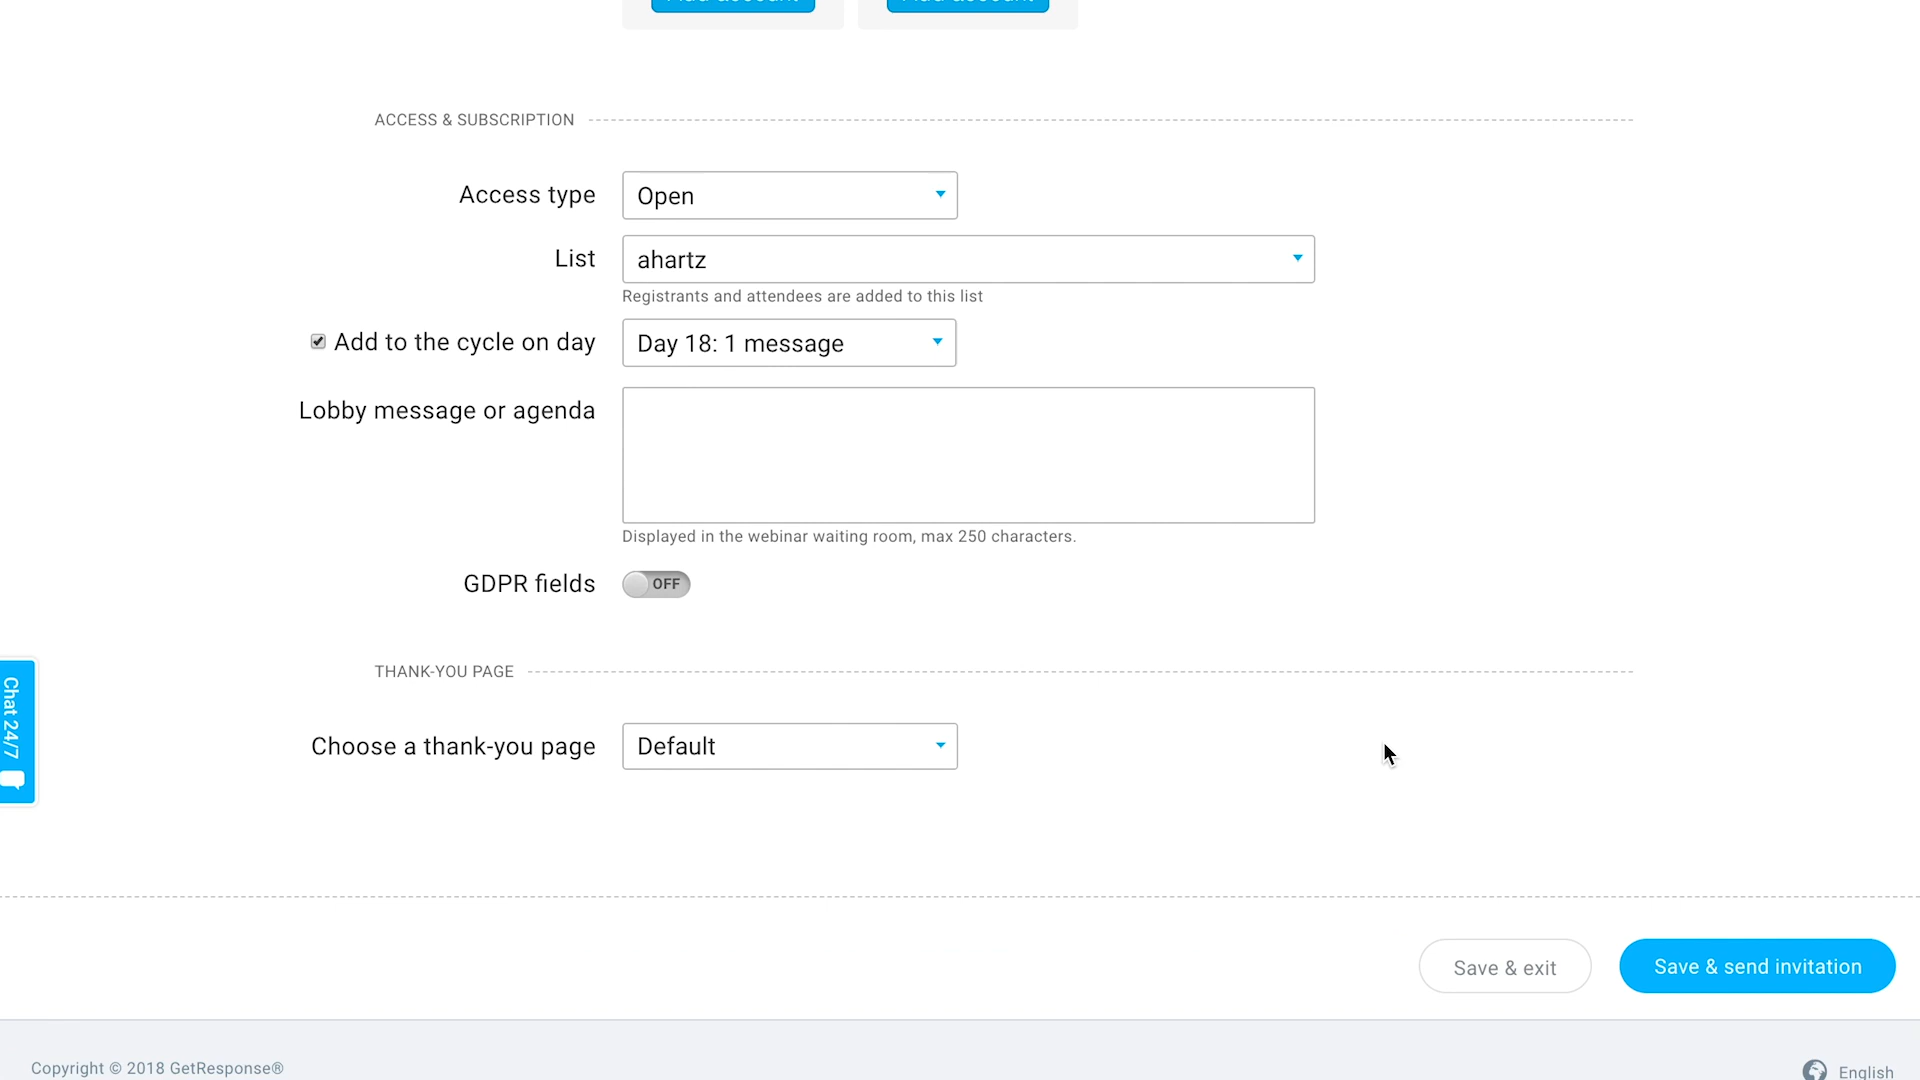 ACCESS & SUBSCRIPTION
Access type
Open
List
ahartz
Registrants and attendees are added to this list
Add to the cycle on day
Day 18: 1 message
Lobby message or agenda
Displayed in the webinar waiting room, max 250 characters.
GDPR fields
OFF
THANK-YOU PAGE
Chat 24/7
Choose a thank-you page
Default
Save & exit
Save & send invitation
Copyright © 2018 GetResponse®
English